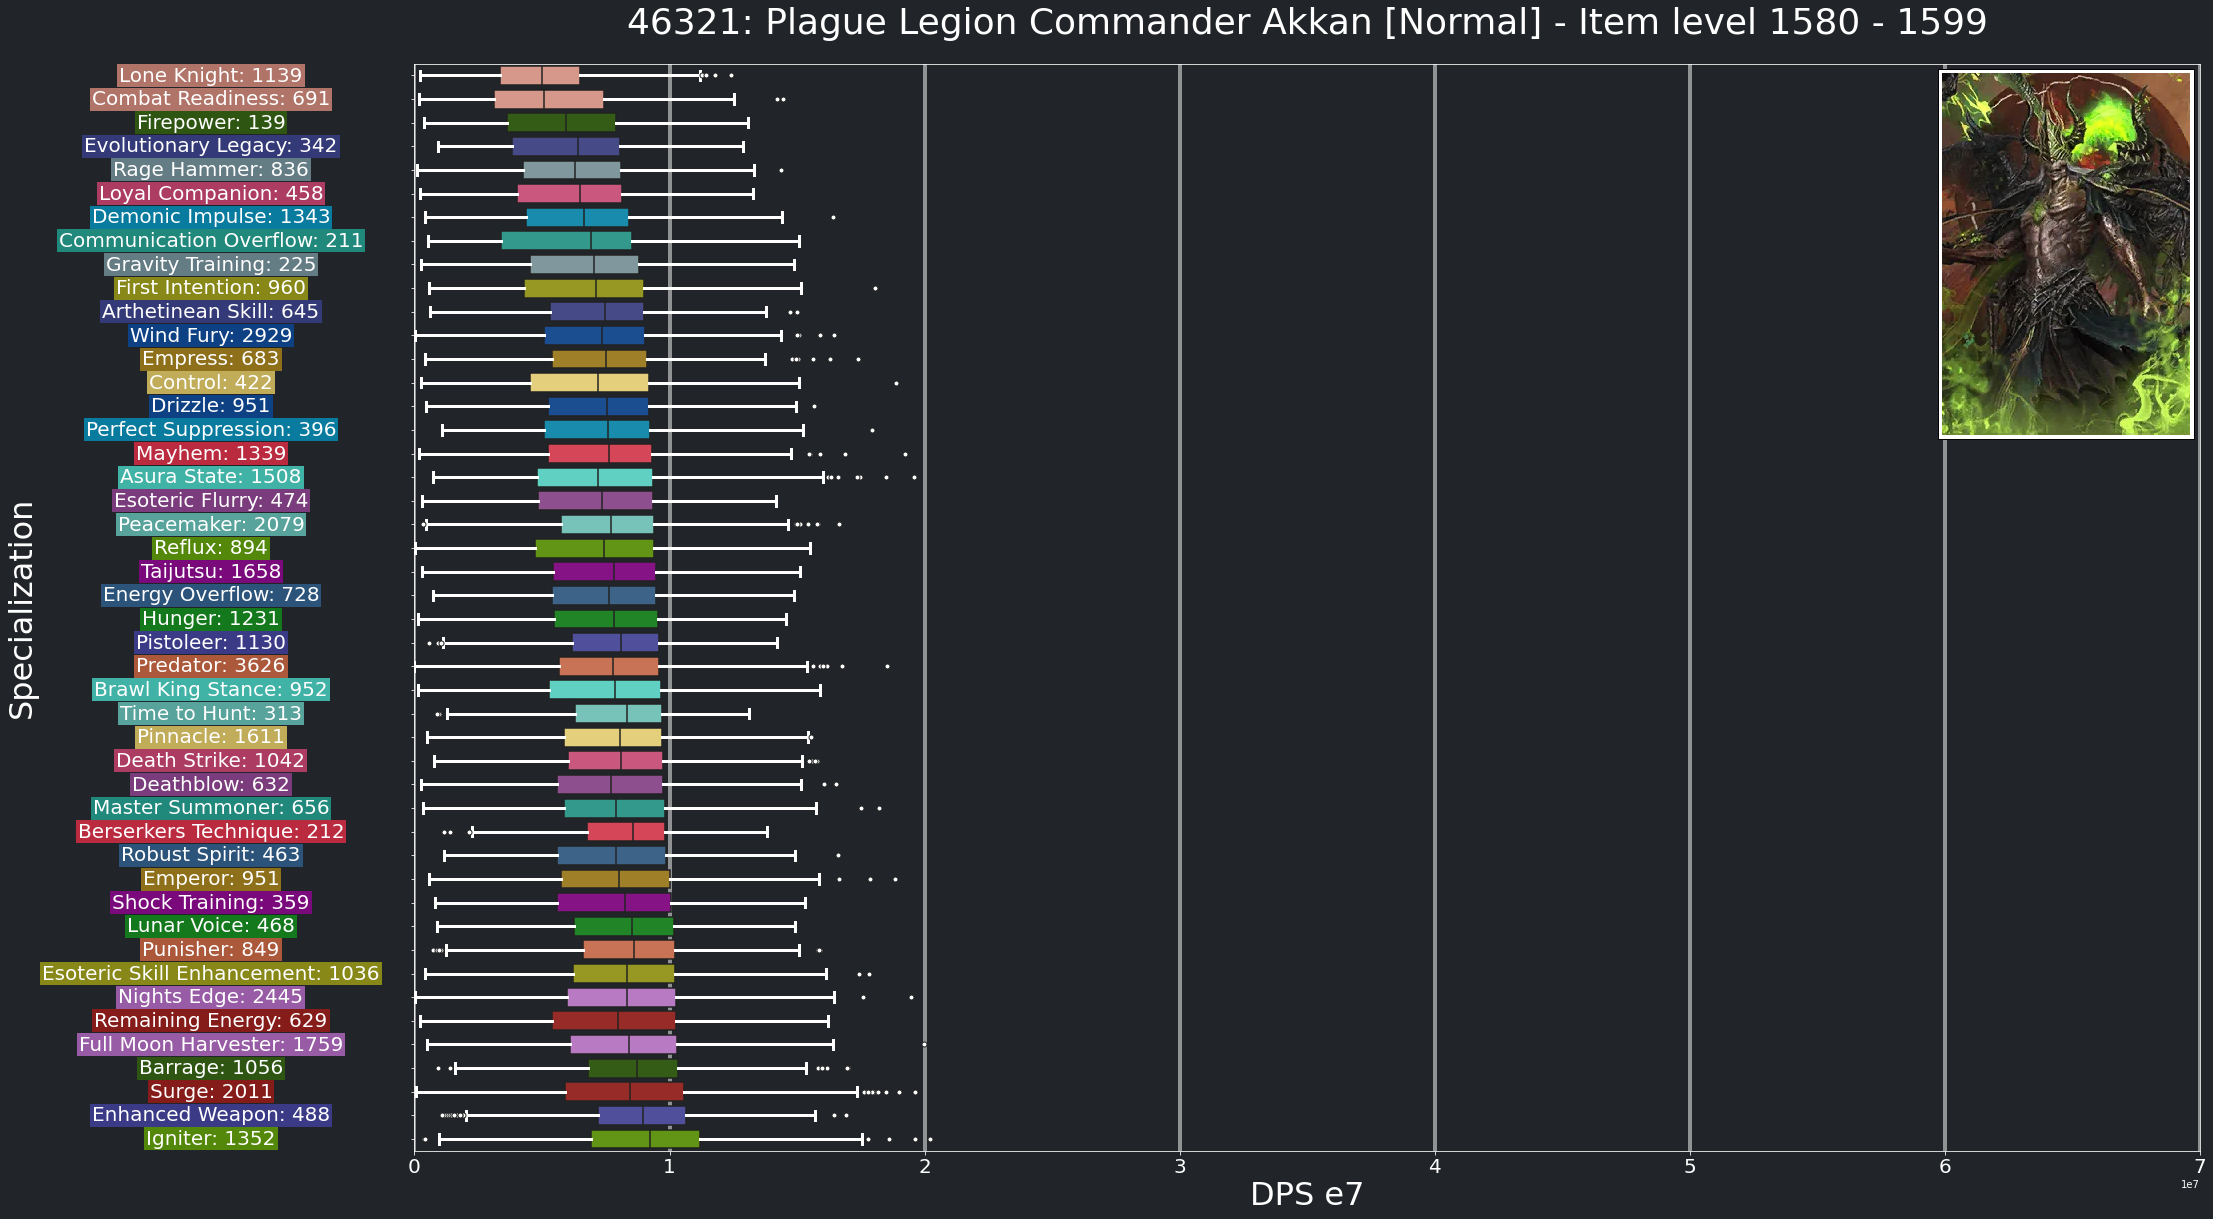 46321: Plague Legion Commander Akkan [Normal] - Item level 1580 - 1599
Specialization
Lone Knight: 1139
Combat Readiness: 691
Firepower: 139
Evolutionary Legacy: 342
Rage Hammer: 836
Loyal Companion: 458
Demonic Impulse: 1343
Communication Overflow: 211
Gravity Training: 225
First Intention: 960
Arthetinean Skill: 645
Wind Fury: 2929
Empress: 683
Control: 422
Drizzle: 951
Perfect Suppression: 396
Mayhem: 1339
Asura State: 1508
Esoteric Flurry: 474
Peacemaker: 2079
Reflux: 894
Taijutsu: 1658
Energy Overflow: 728
Hunger: 1231
Pistoleer: 1130
Predator: 3626
Brawl King Stance: 952
Time to Hunt: 313
Pinnacle: 1611
Death Strike: 1042
Deathblow: 632
Master Summoner: 656
Berserkers Technique: 212
Robust Spirit: 463
Emperor: 951
Shock Training: 359
Lunar Voice: 468
Punisher: 849
Esoteric Skill Enhancement: 1036
Nights Edge: 2445
Remaining Energy: 629
Full Moon Harvester: 1759
Barrage: 1056
Surge: 2011
Enhanced Weapon: 488
Igniter: 1352
0 1 2 3 4 5 6 7
1e7
DPS e7